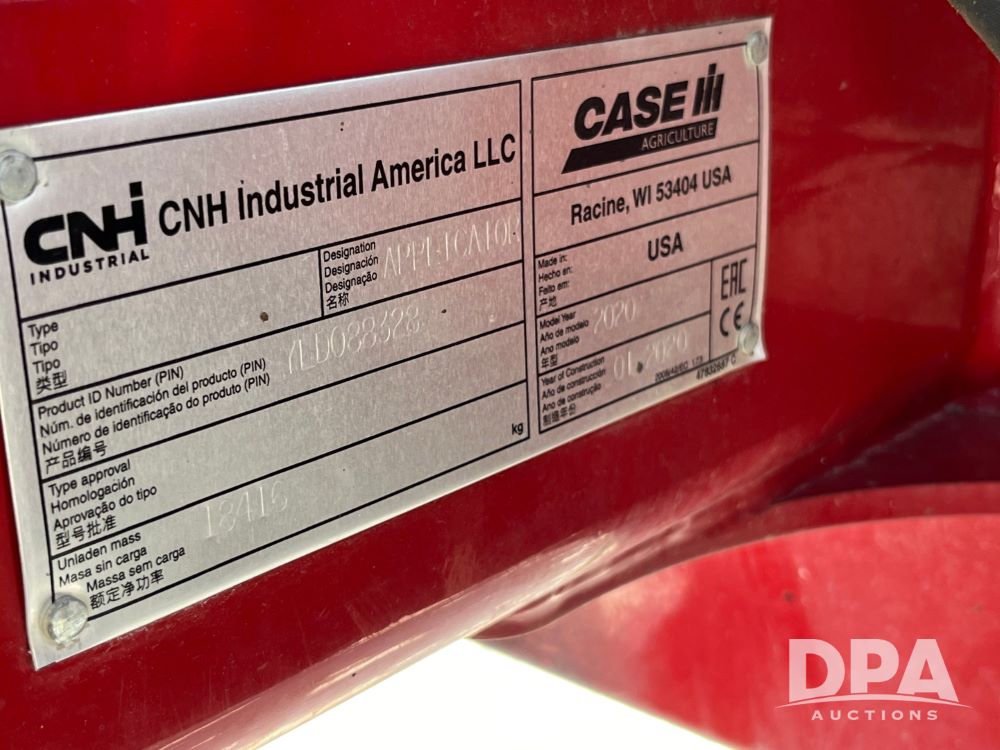 CNH
INDUSTRIAL
CNH Industrial America LLC
Type
Tipo
Tipo
类型
Designation
Designación
Designação
名称
APPLICATOR
Product ID Number (PIN)
Núm. de identificación del producto (PIN)
Número de identificação do produto (PIN)
产品编号
Type approval
Homologación
Aprovação do tipo
型号批准
Unladen mass
Masa sin carga
Massa sem carga
额定净功率
kg
CASE IH
AGRICULTURE
Racine, WI 53404 USA
Made in:
Hecho en:
Feito em:
产地
USA
Model Year
Año de modelo
Ano modelo
年型
2020
Year of Construction
Año de construcción
Ano de construção
制造年份
01.2020
EAC
CE
DPA
AUCTIONS